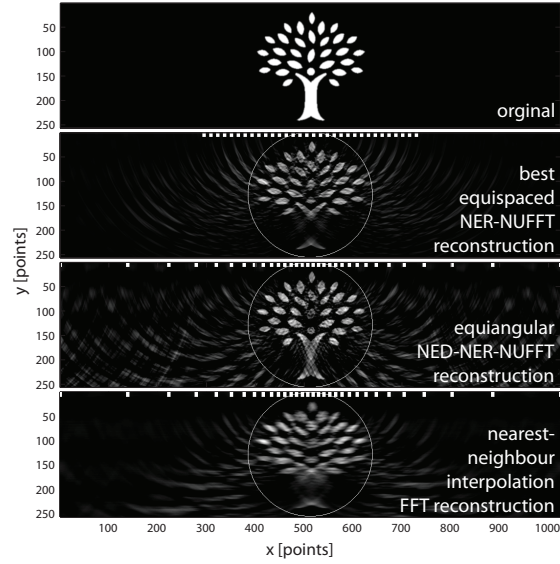 50
100
150
200
250
orginal
50
100
150
200
250
best
equispaced
NER-NUFFT
reconstruction
50
100
150
200
250
equiangular
NED-NER-NUFFT
reconstruction
50
100
150
200
250
nearest-
neighbour
interpolation
FFT reconstruction
y [points]
100 200 300 400 500 600 700 800 900 1000
x [points]